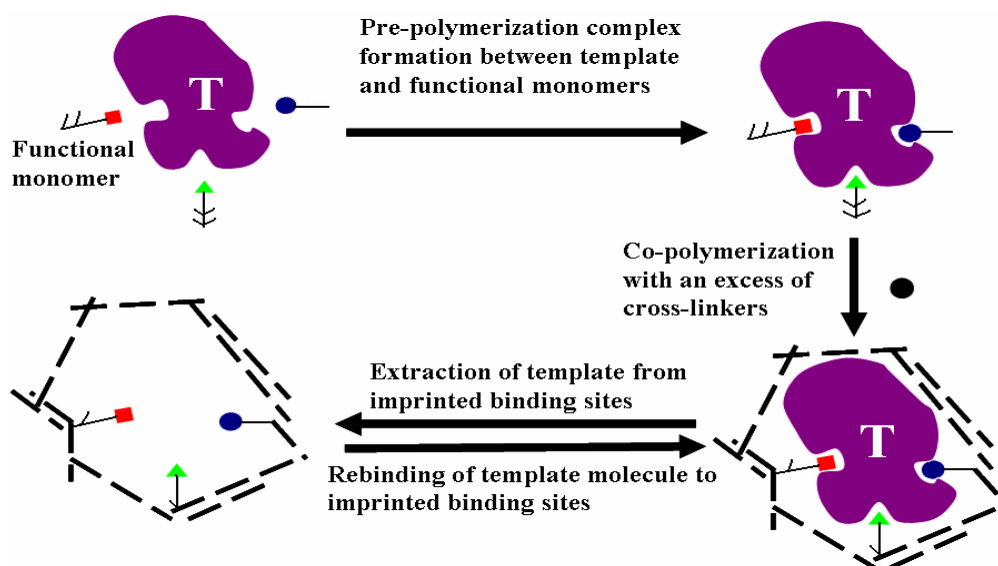 Pre-polymerization complex
formation between template
and functional monomers
T
T
Functional
monomer
Co-polymerization
with an excess of
cross-linkers
Extraction of template from
imprinted binding sites
T
Rebinding of template molecule to
imprinted binding sites